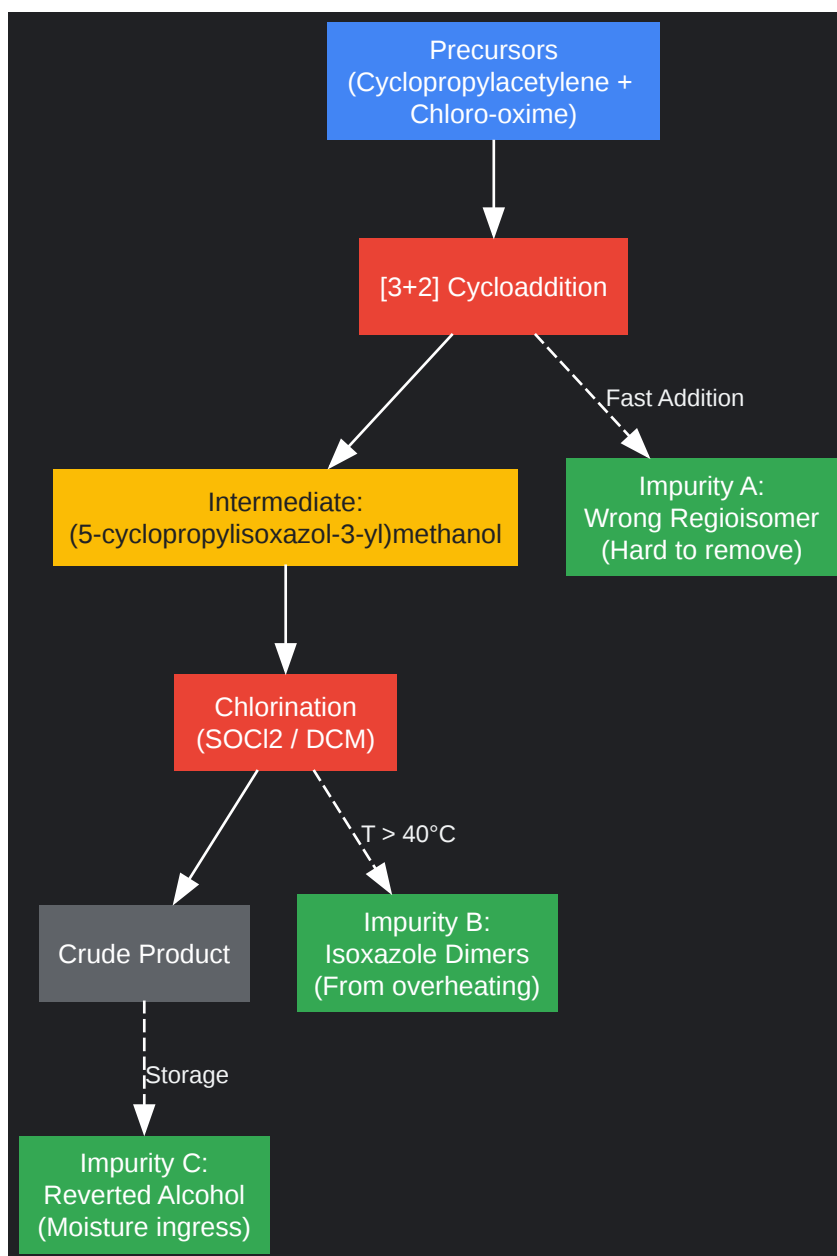 Precursors
(Cyclopropylacetylene +
Chloro-oxime)
[3+2] Cycloaddition
Fast Addition
Intermediate:
(5-cyclopropylisoxazol-3-yl)methanol
Impurity A:
Wrong Regioisomer
(Hard to remove)
Chlorination
(SOCl2 / DCM)
T > 40°C
Crude Product
Impurity B:
Isoxazole Dimers
(From overheating)
Storage
Impurity C:
Reverted Alcohol
(Moisture ingress)